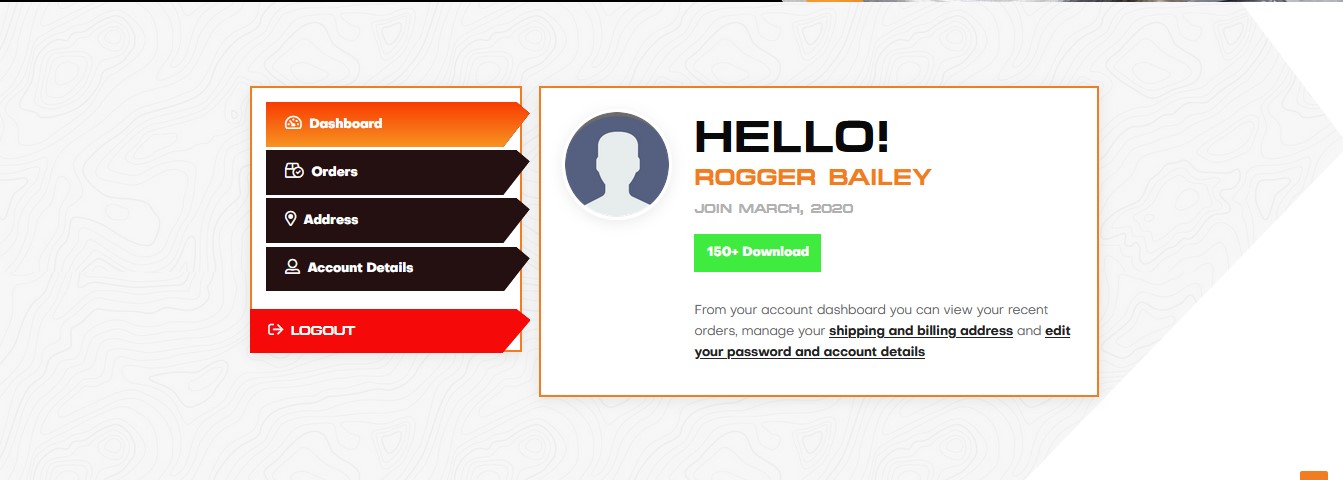 Dashboard
Orders
Address
Account Details
LOGOUT
HELLO!
ROGGER BAILEY
JOIN MARCH, 2020
150+ Download
From your account dashboard you can view your recent
orders, manage your shipping and billing address and edit
your password and account details